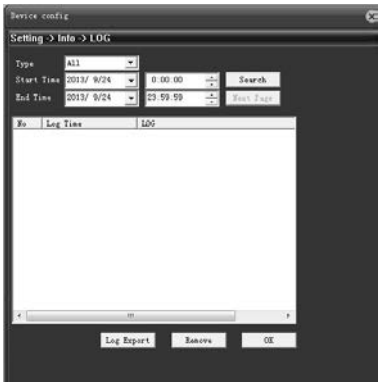 Device config
Setting -> Info -> LOG
Type All
Start Time 2013/ 9/24 0:00:00 Search
End Time 2013/ 9/24 23:59:59 Next Page
No Log Time LOG
Log Export Remove OK